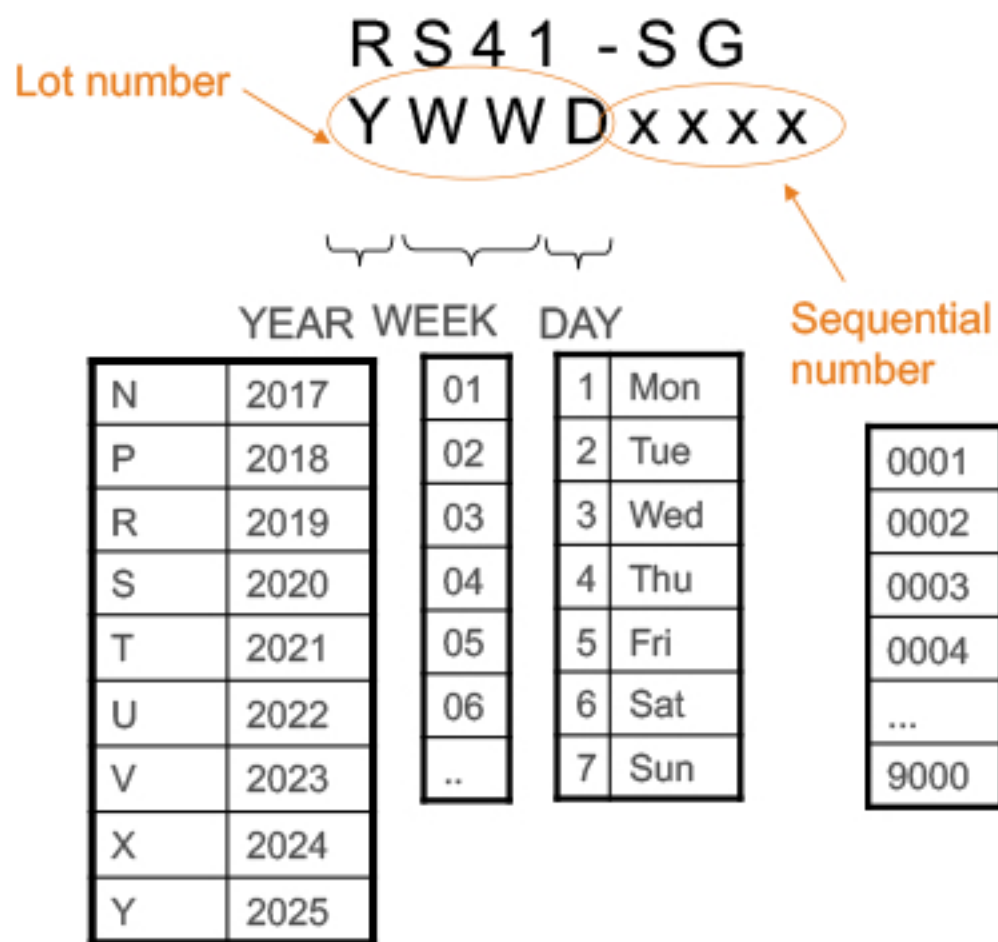 RS41 -SG
Lot number
YWWDxxxx
YEAR WEEK DAY
Sequential
number
N 2017
P 2018
R 2019
S 2020
T 2021
U 2022
V 2023
X 2024
Y 2025
01
02
03
04
05
06
..
1 Mon
2 Tue
3 Wed
4 Thu
5 Fri
6 Sat
7 Sun
0001
0002
0003
0004
...
9000